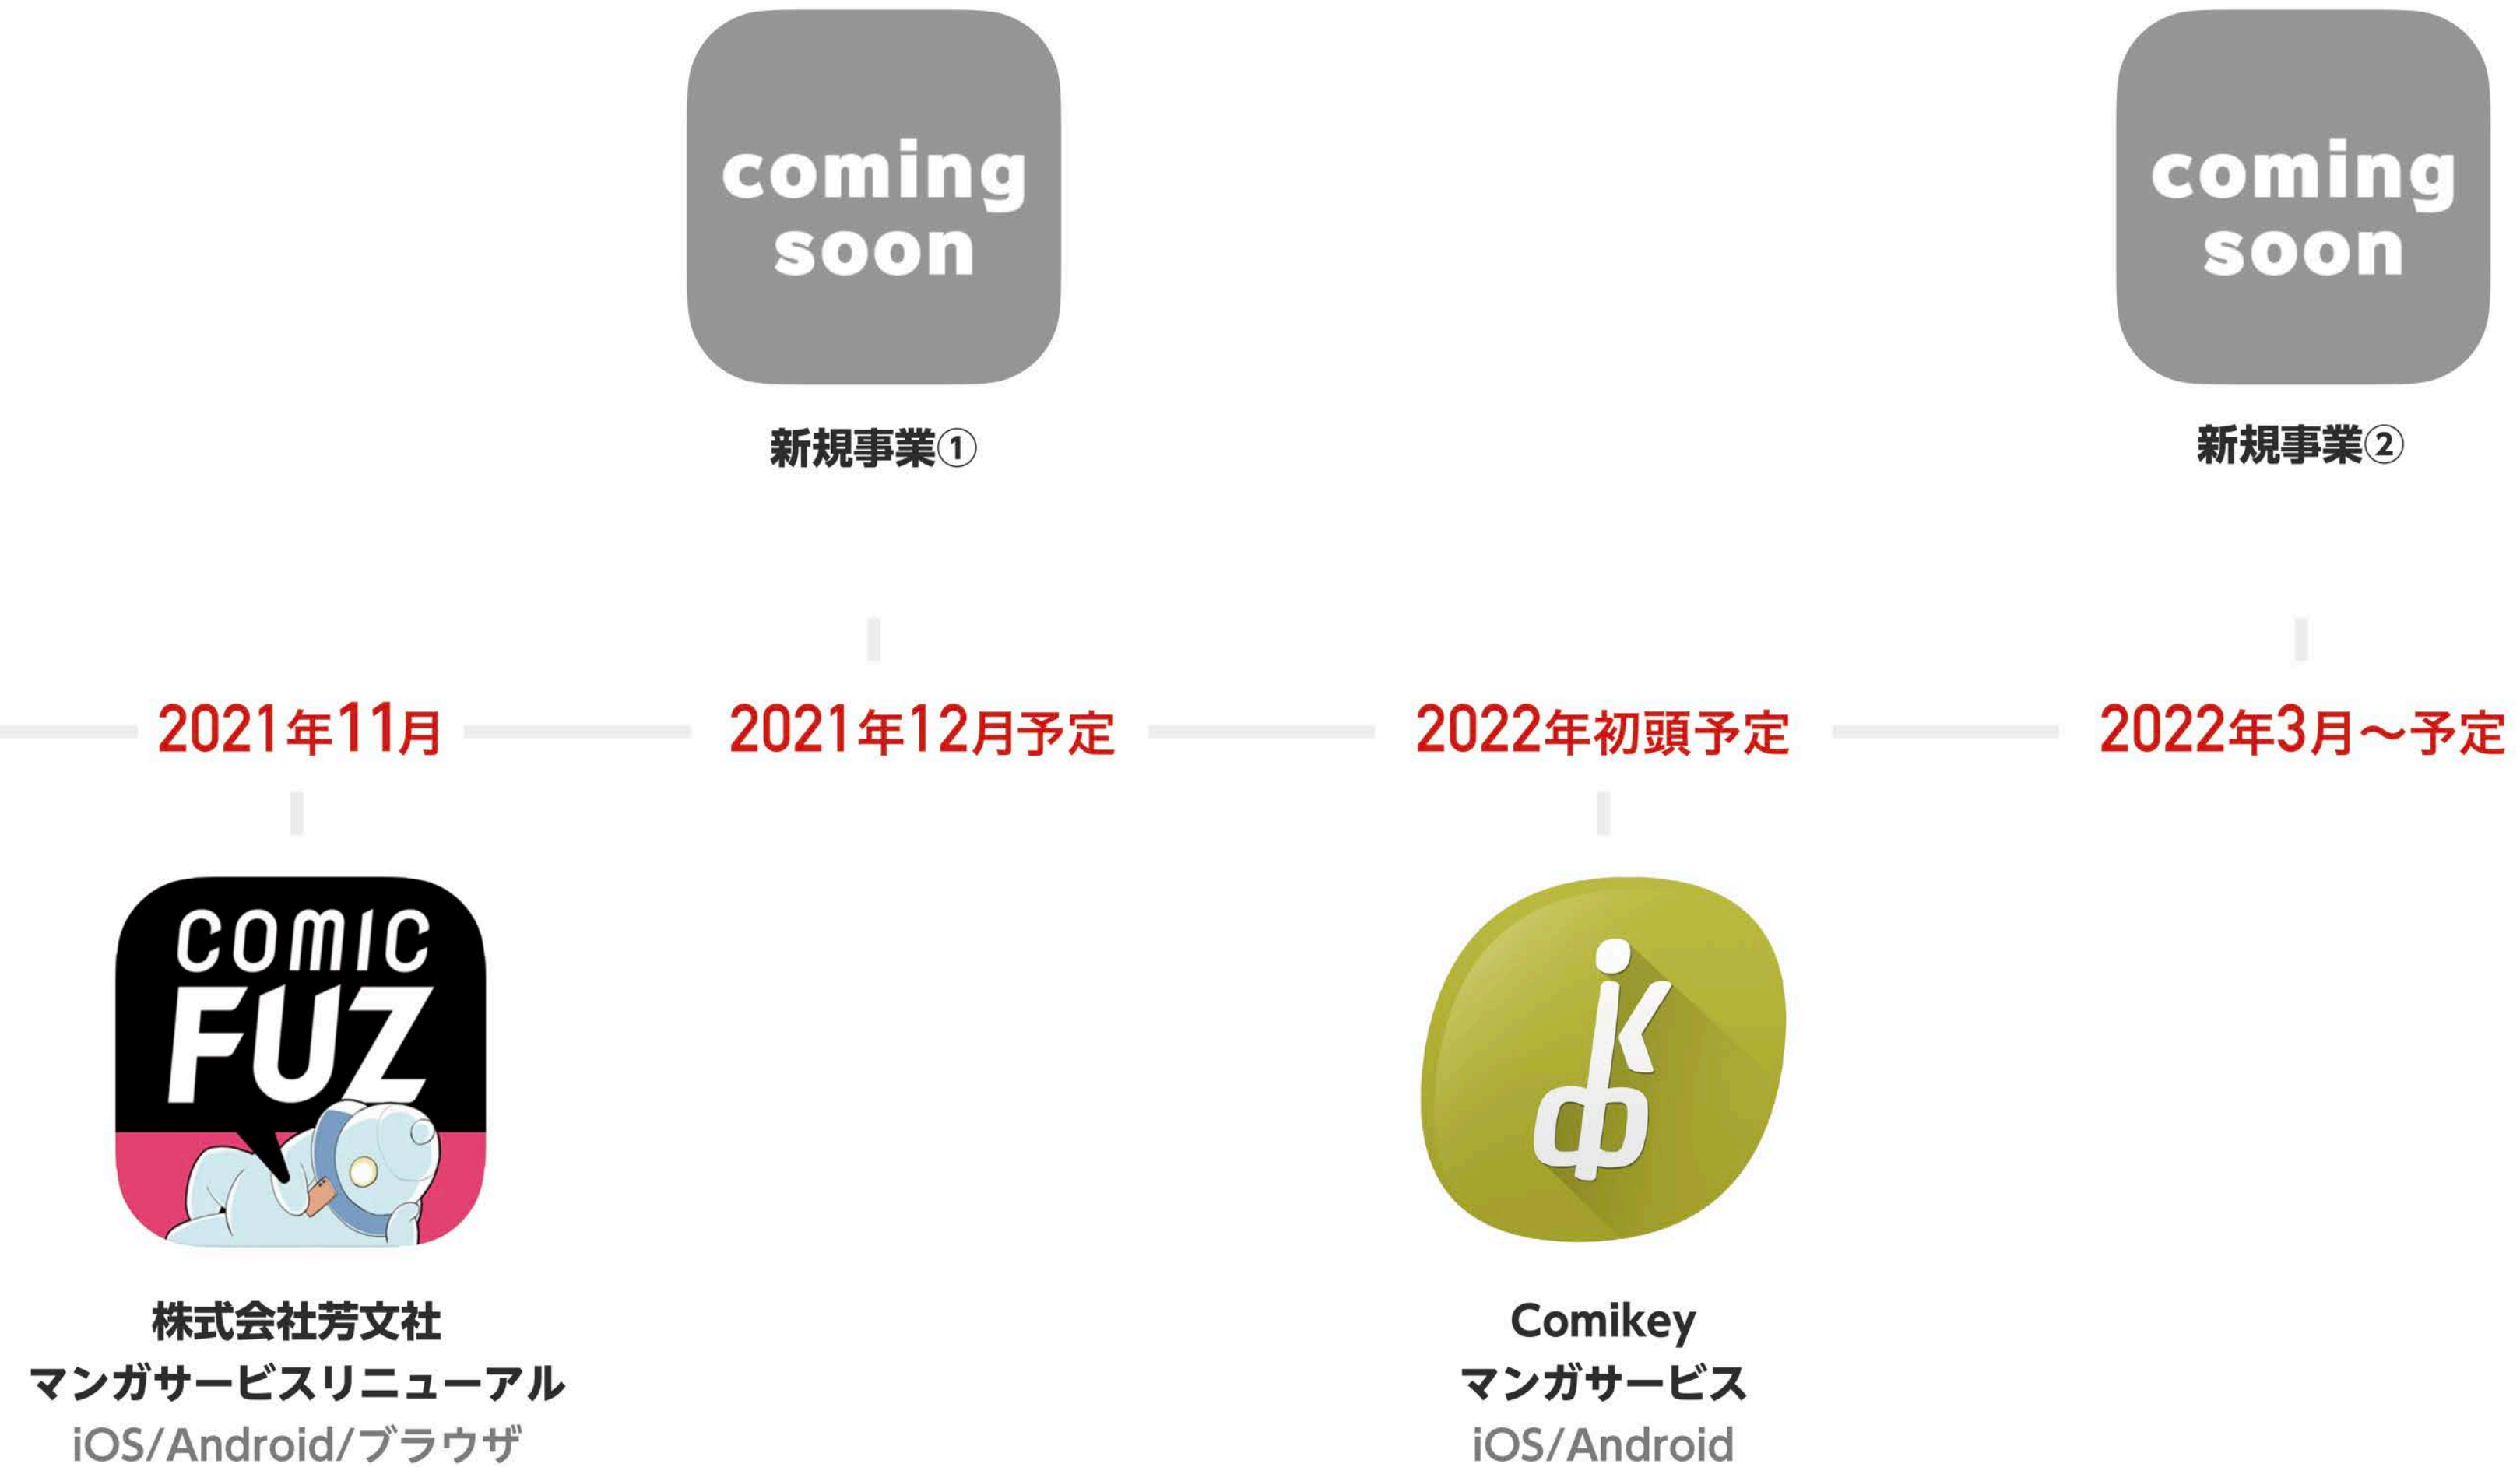 coming
soon
新規事業①
coming
soon
新規事業②
2021年11月
2021年12月予定
2022年初頭予定
2022年3月～予定
COMIC
FUZ
株式会社芳文社
マンガサービスリニューアル
iOS/Android/ブラウザ
Comikey
マンガサービス
iOS/Android